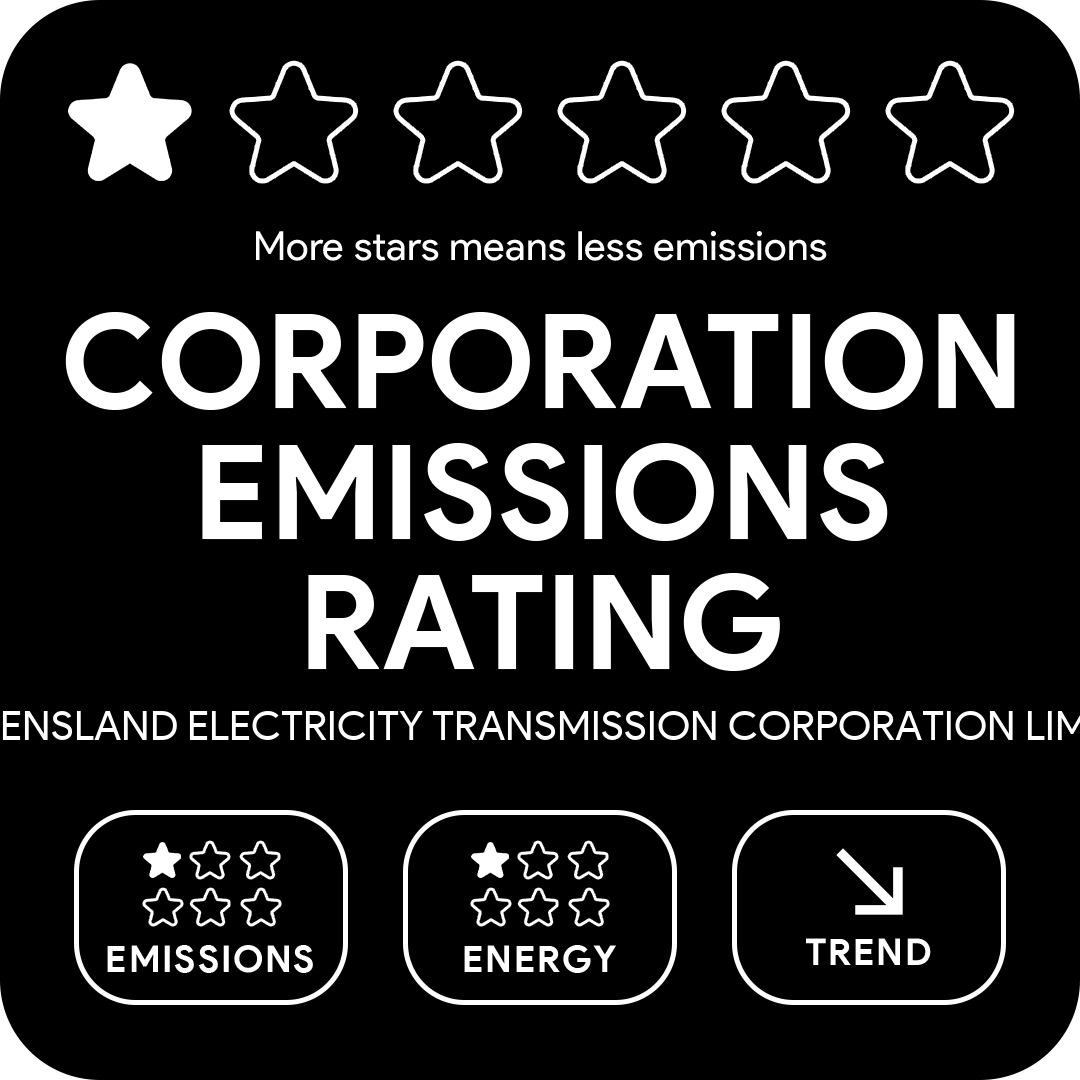 More stars means less emissions
CORPORATION
EMISSIONS
RATING
ENSLAND ELECTRICITY TRANSMISSION CORPORATION LIM
EMISSIONS
ENERGY
TREND